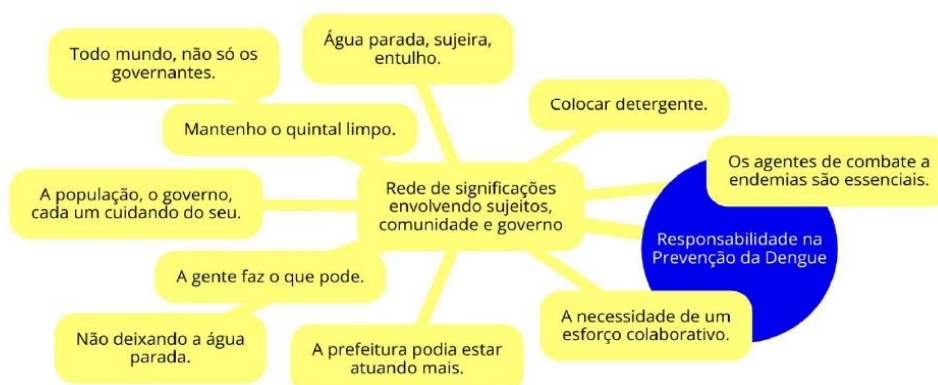 Todo mundo, não só os
governantes.
Água parada, sujeira,
entulho.
Colocar detergente.
Mantenho o quintal limpo.
Os agentes de combate a
endemias são essenciais.
A população, o governo,
cada um cuidando do seu.
Rede de significações
envolvendo sujeitos,
comunidade e governo
Responsabilidade na
Prevenção da Dengue
A gente faz o que pode.
Não deixando a água
parada.
A prefeitura podia estar
atuando mais.
A necessidade de um
esforço colaborativo.